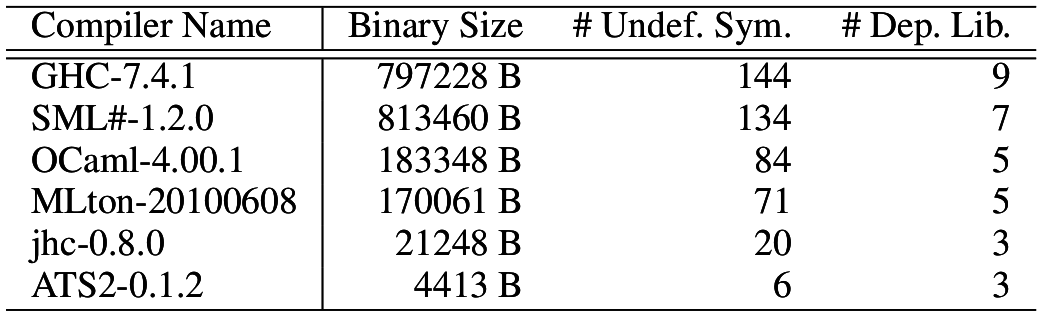 Compiler Name Binary Size # Undef. Sym. # Dep. Lib.
GHC-7.4.1 797228 B 144 9
SML#-1.2.0 813460 B 134 7
OCaml-4.00.1 183348 B 84 5
MLton-20100608 170061 B 71 5
jhc-0.8.0 21248 B 20 3
ATS2-0.1.2 4413 B 6 3